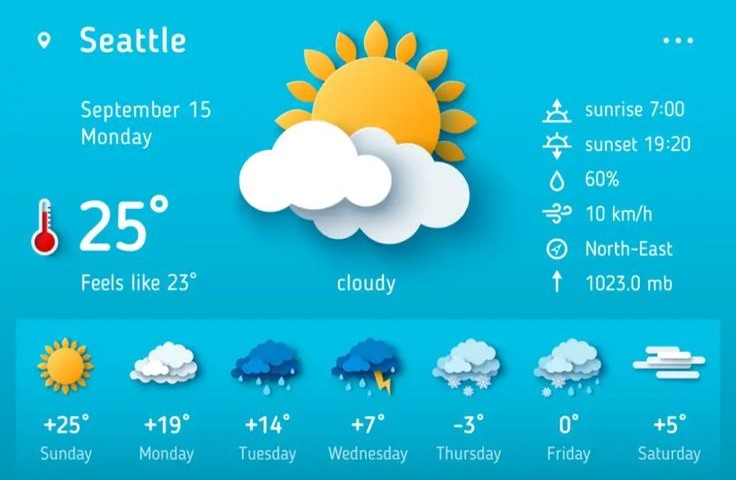 Seattle
September 15
Monday
25°
Feels like 23°
cloudy
sunrise 7:00
sunset 19:20
60%
10 km/h
North-East
1023.0 mb
+25° +19° +14° +7° -3° 0° +5°
Sunday Monday Tuesday Wednesday Thursday Friday Saturday